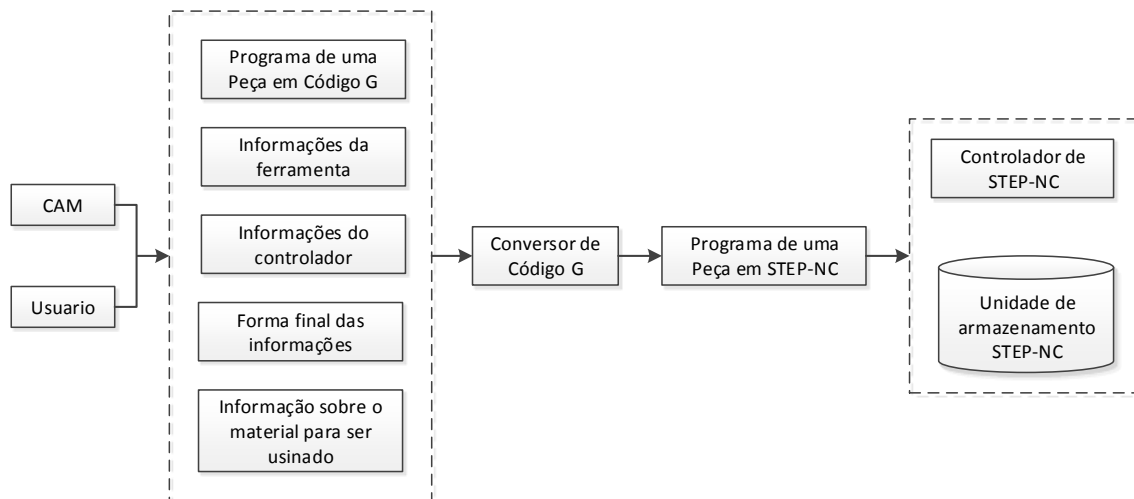 CAM
Usuario
Programa de uma
Peça em Código G
Informações da
ferramenta
Informações do
controlador
Forma final das
informações
Informação sobre o
material para ser
usinado
Conversor de
Código G
Programa de uma
Peça em STEP-NC
Controlador de
STEP-NC
Unidade de
armazenamento
STEP-NC